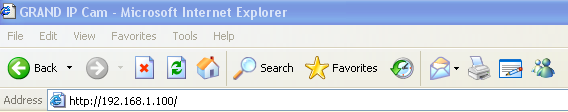 GRAND IP Cam - Microsoft Internet Explorer
File Edit View Favorites Tools Help
Back Search Favorites
Address http://192.168.1.100/